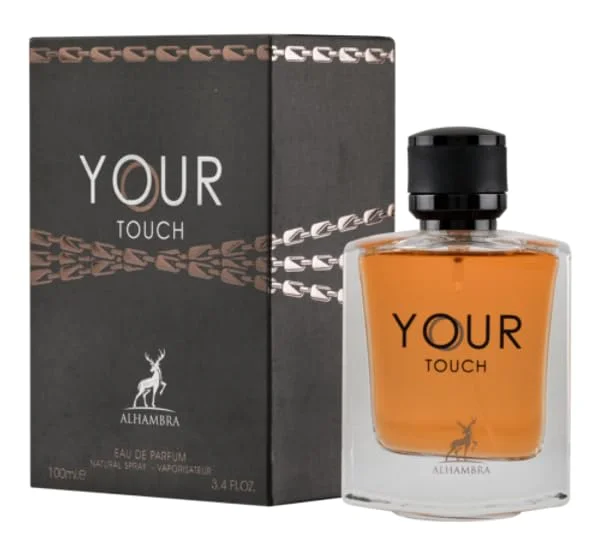 YOUR
TOUCH
ALHAMBRA
EAU DE PARFUM
NATURAL SPRAY - VAPORISATEUR
100ml.e 3.4 FL.OZ.
YOUR
TOUCH
ALHAMBRA